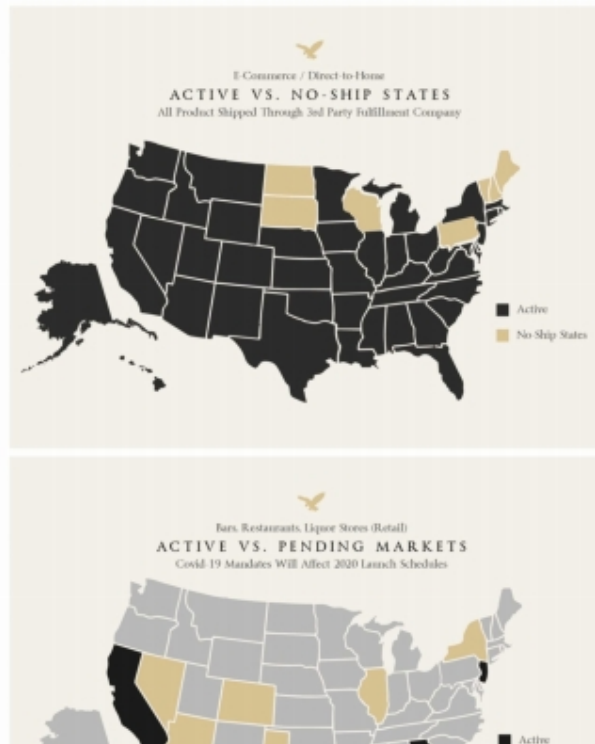 E-Commerce / Direct-to-Home
ACTIVE VS. NO-SHIP STATES
All Product Shipped Through 3rd Party Fulfillment Company
Active
No-Ship States
Bars, Restaurants, Liquor Stores (Retail)
ACTIVE VS. PENDING MARKETS
Covid-19 Mandates Will Affect 2020 Launch Schedules
Active